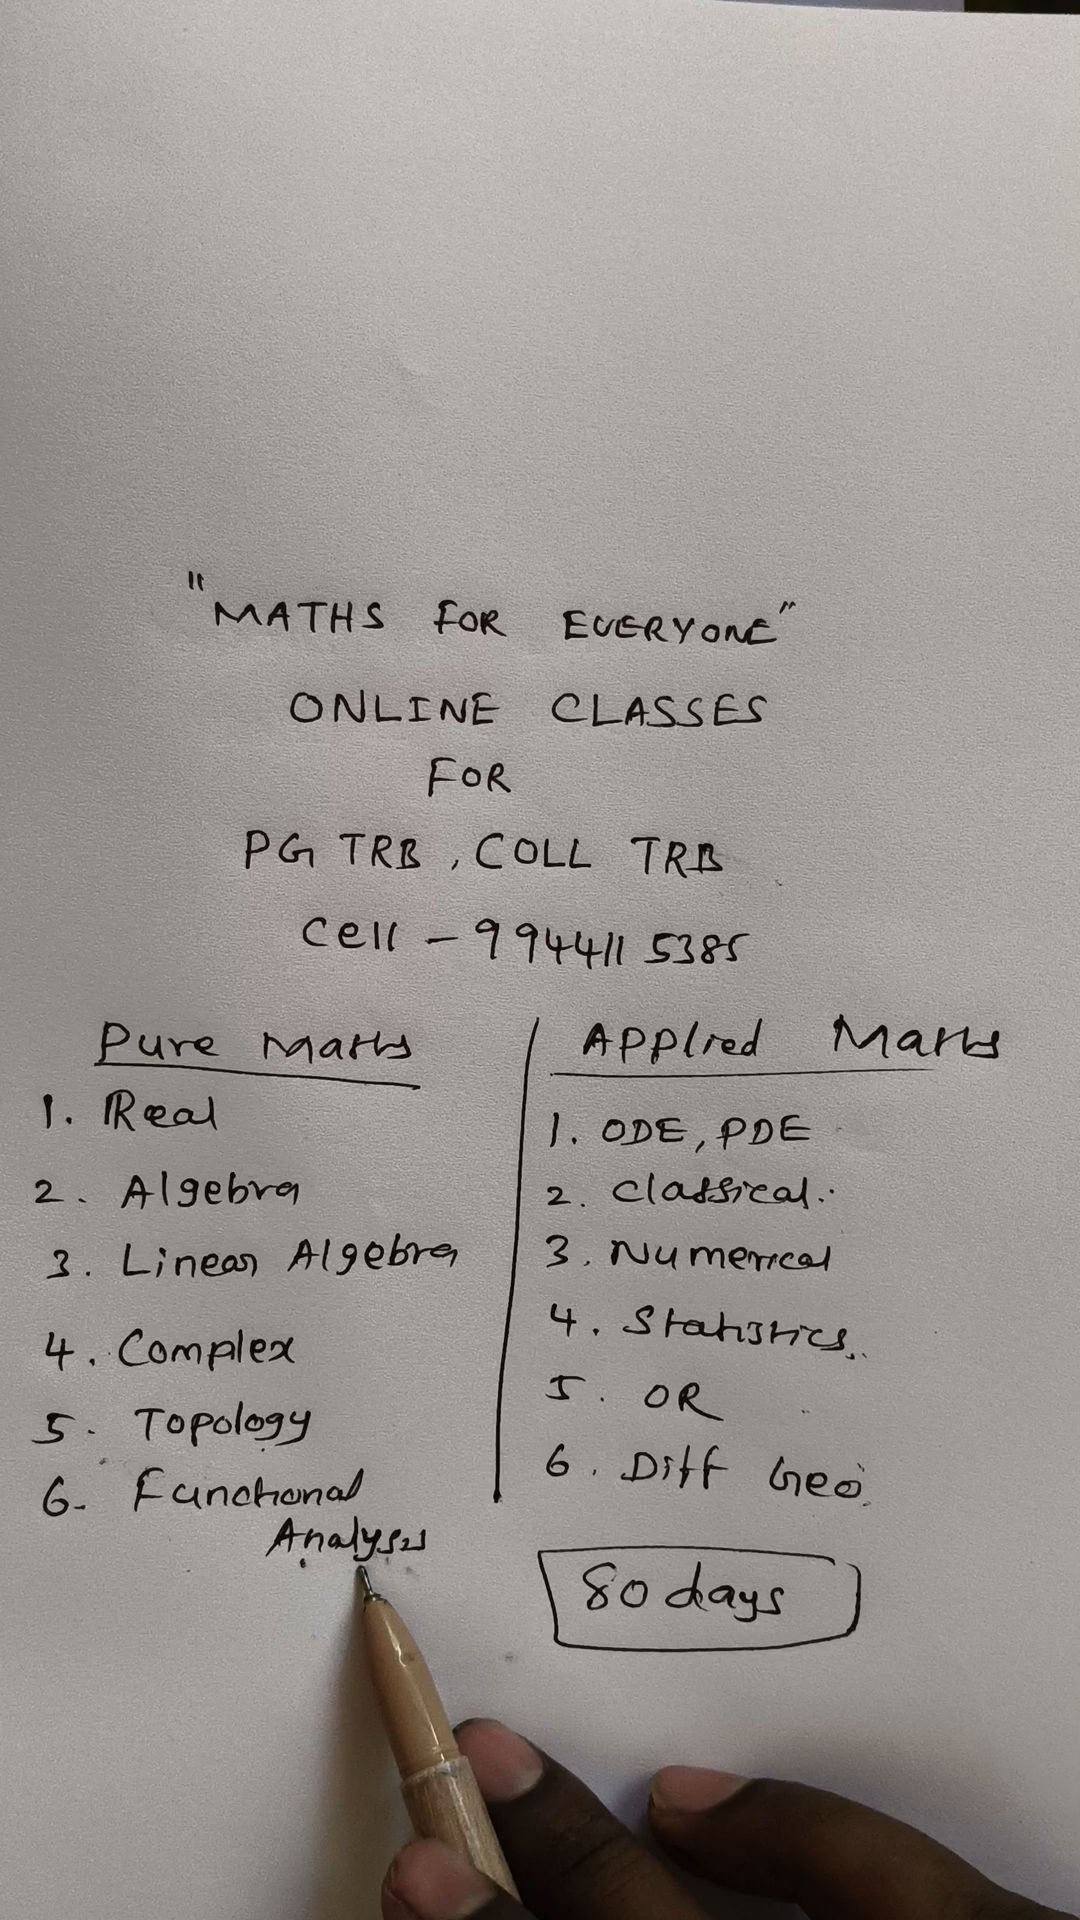 "MATHS FOR EVERYONE"
ONLINE CLASSES
FOR
PG TRB, COLL TRB
Cell - 994411 5385
Pure Maths
1. Real
2. Algebra
3. Linear Algebra
4. Complex
5. Topology
6. Functional
Analysis
Applied Maths
1. ODE, PDE
2. Classical..
3. Numerical
4. Statistics..
5. OR
6. Diff Geo.
80 days